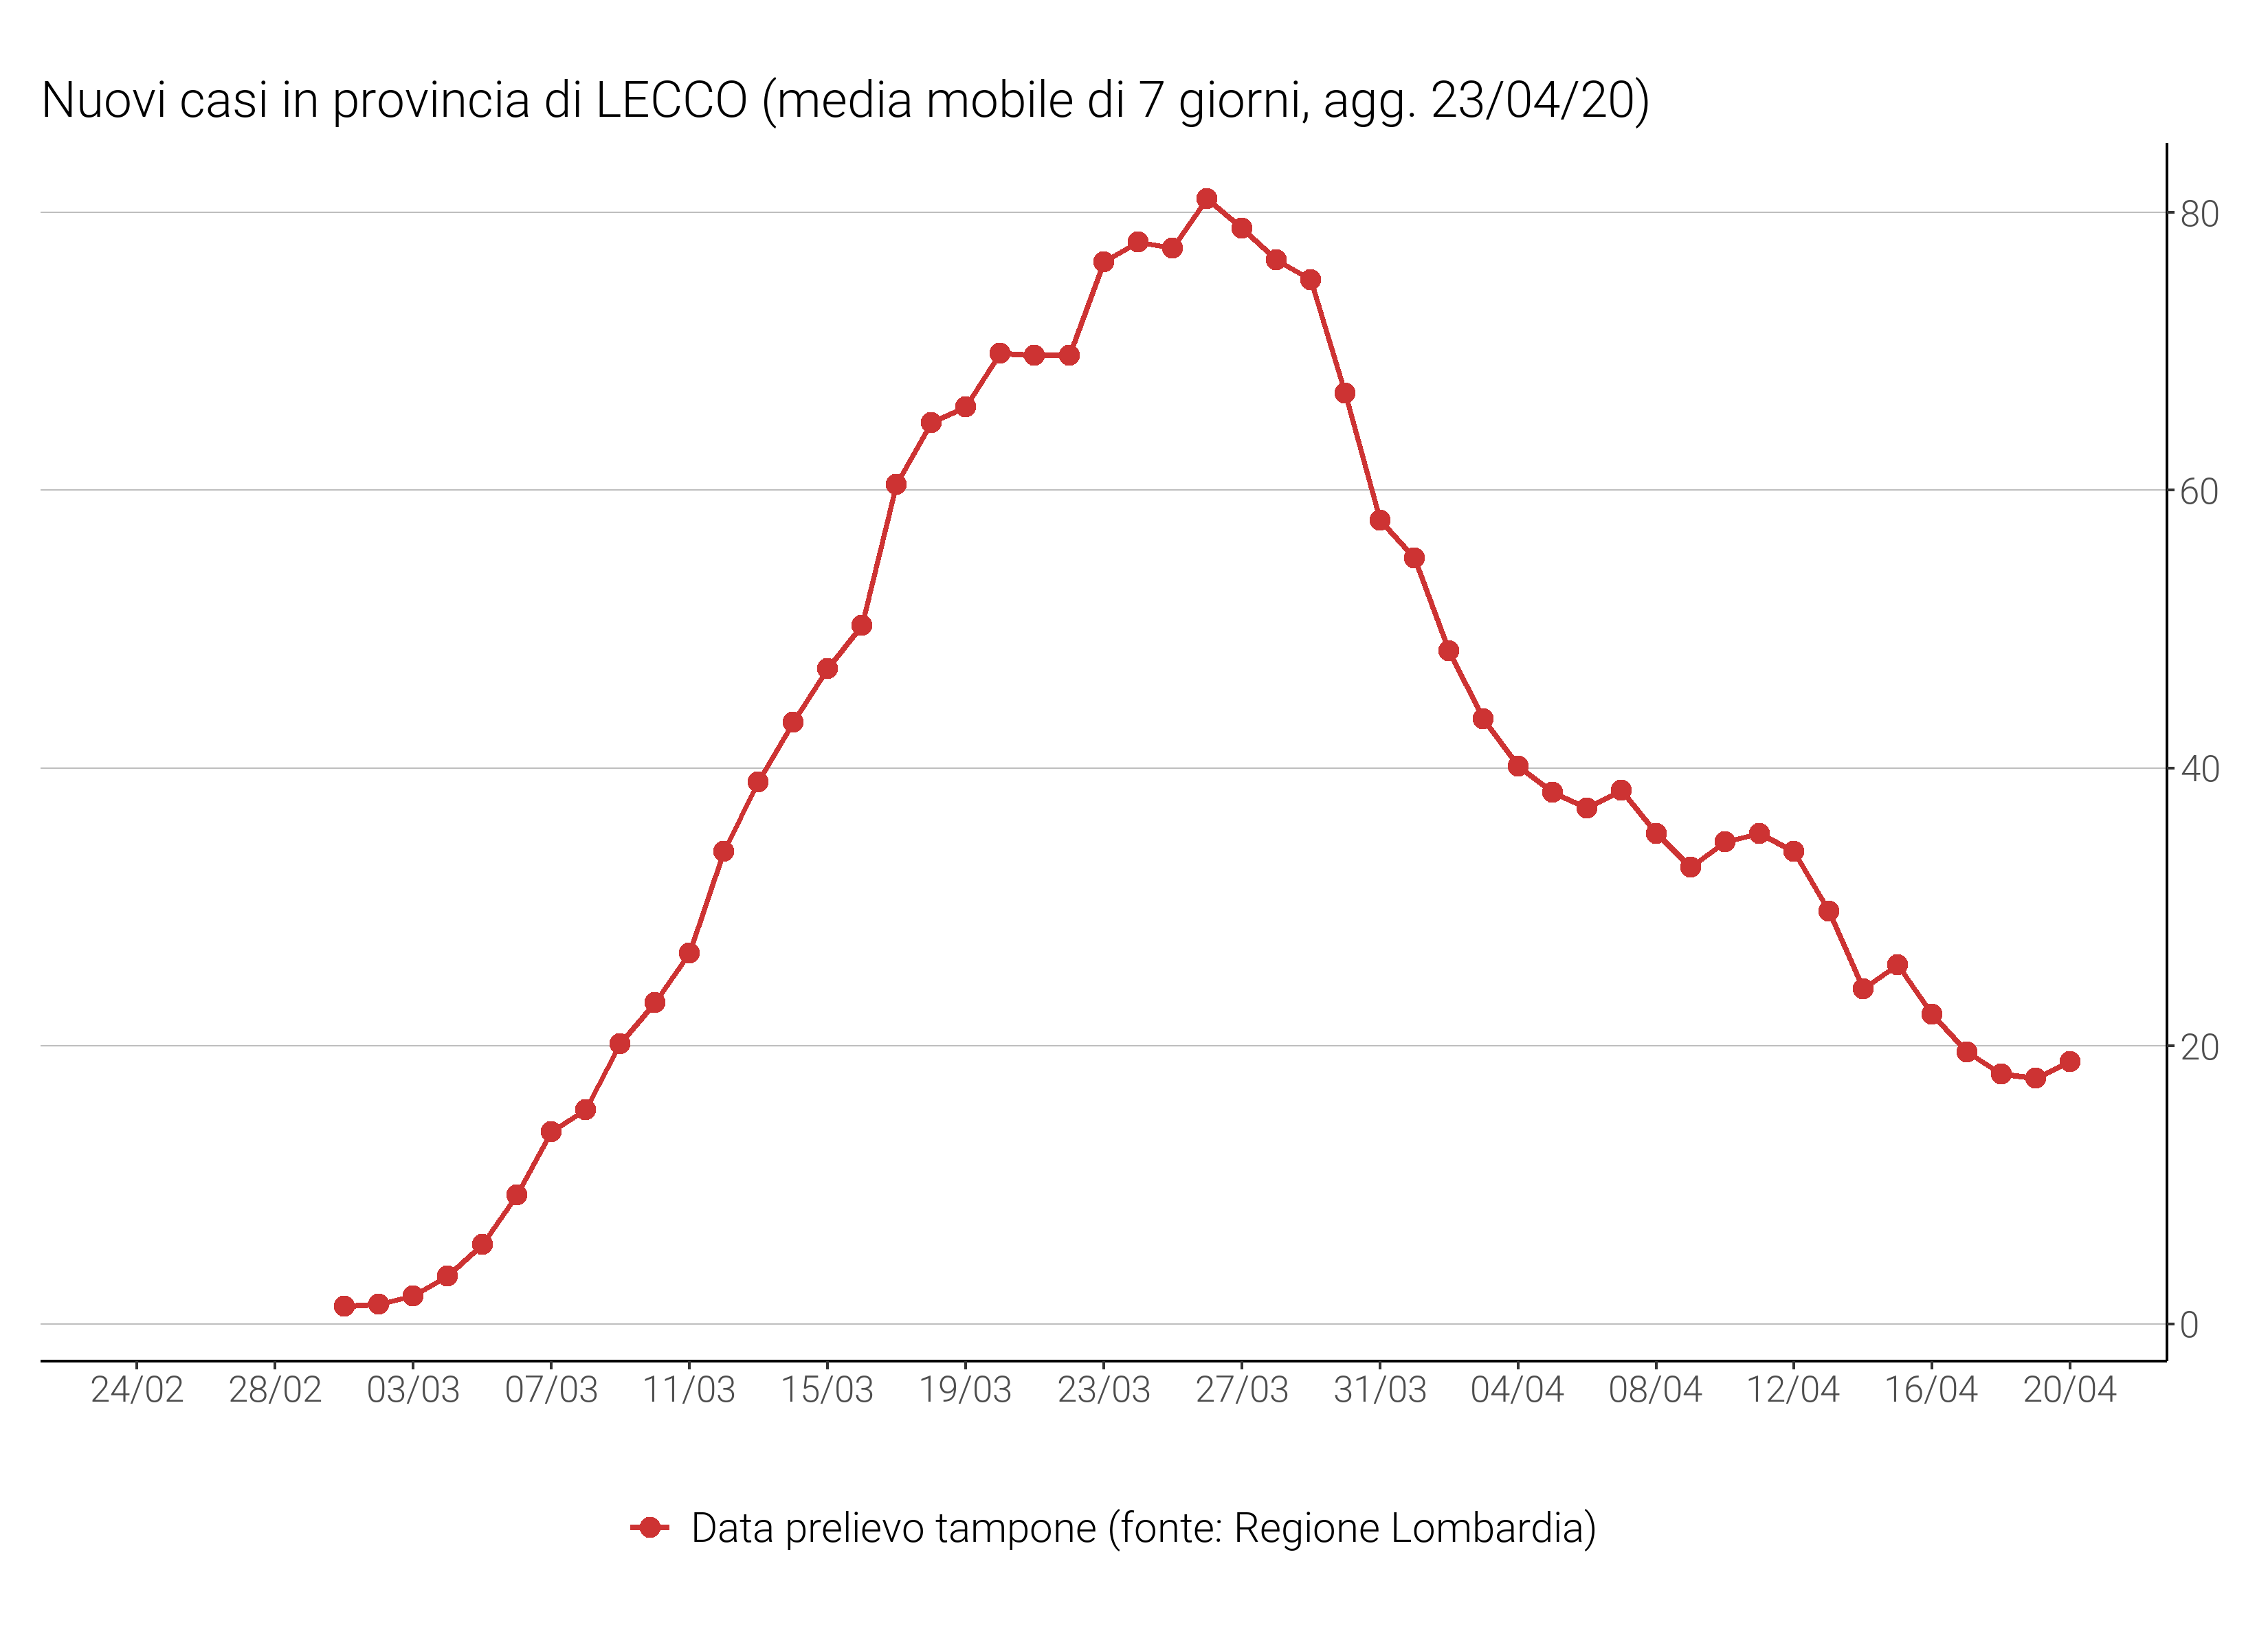 Nuovi casi in provincia di LECCO (media mobile di 7 giorni, agg. 23/04/20)
80
60
40
20
0
24/02 28/02 03/03 07/03 11/03 15/03 19/03 23/03 27/03 31/03 04/04 08/04 12/04 16/04 20/04
Data prelievo tampone (fonte: Regione Lombardia)